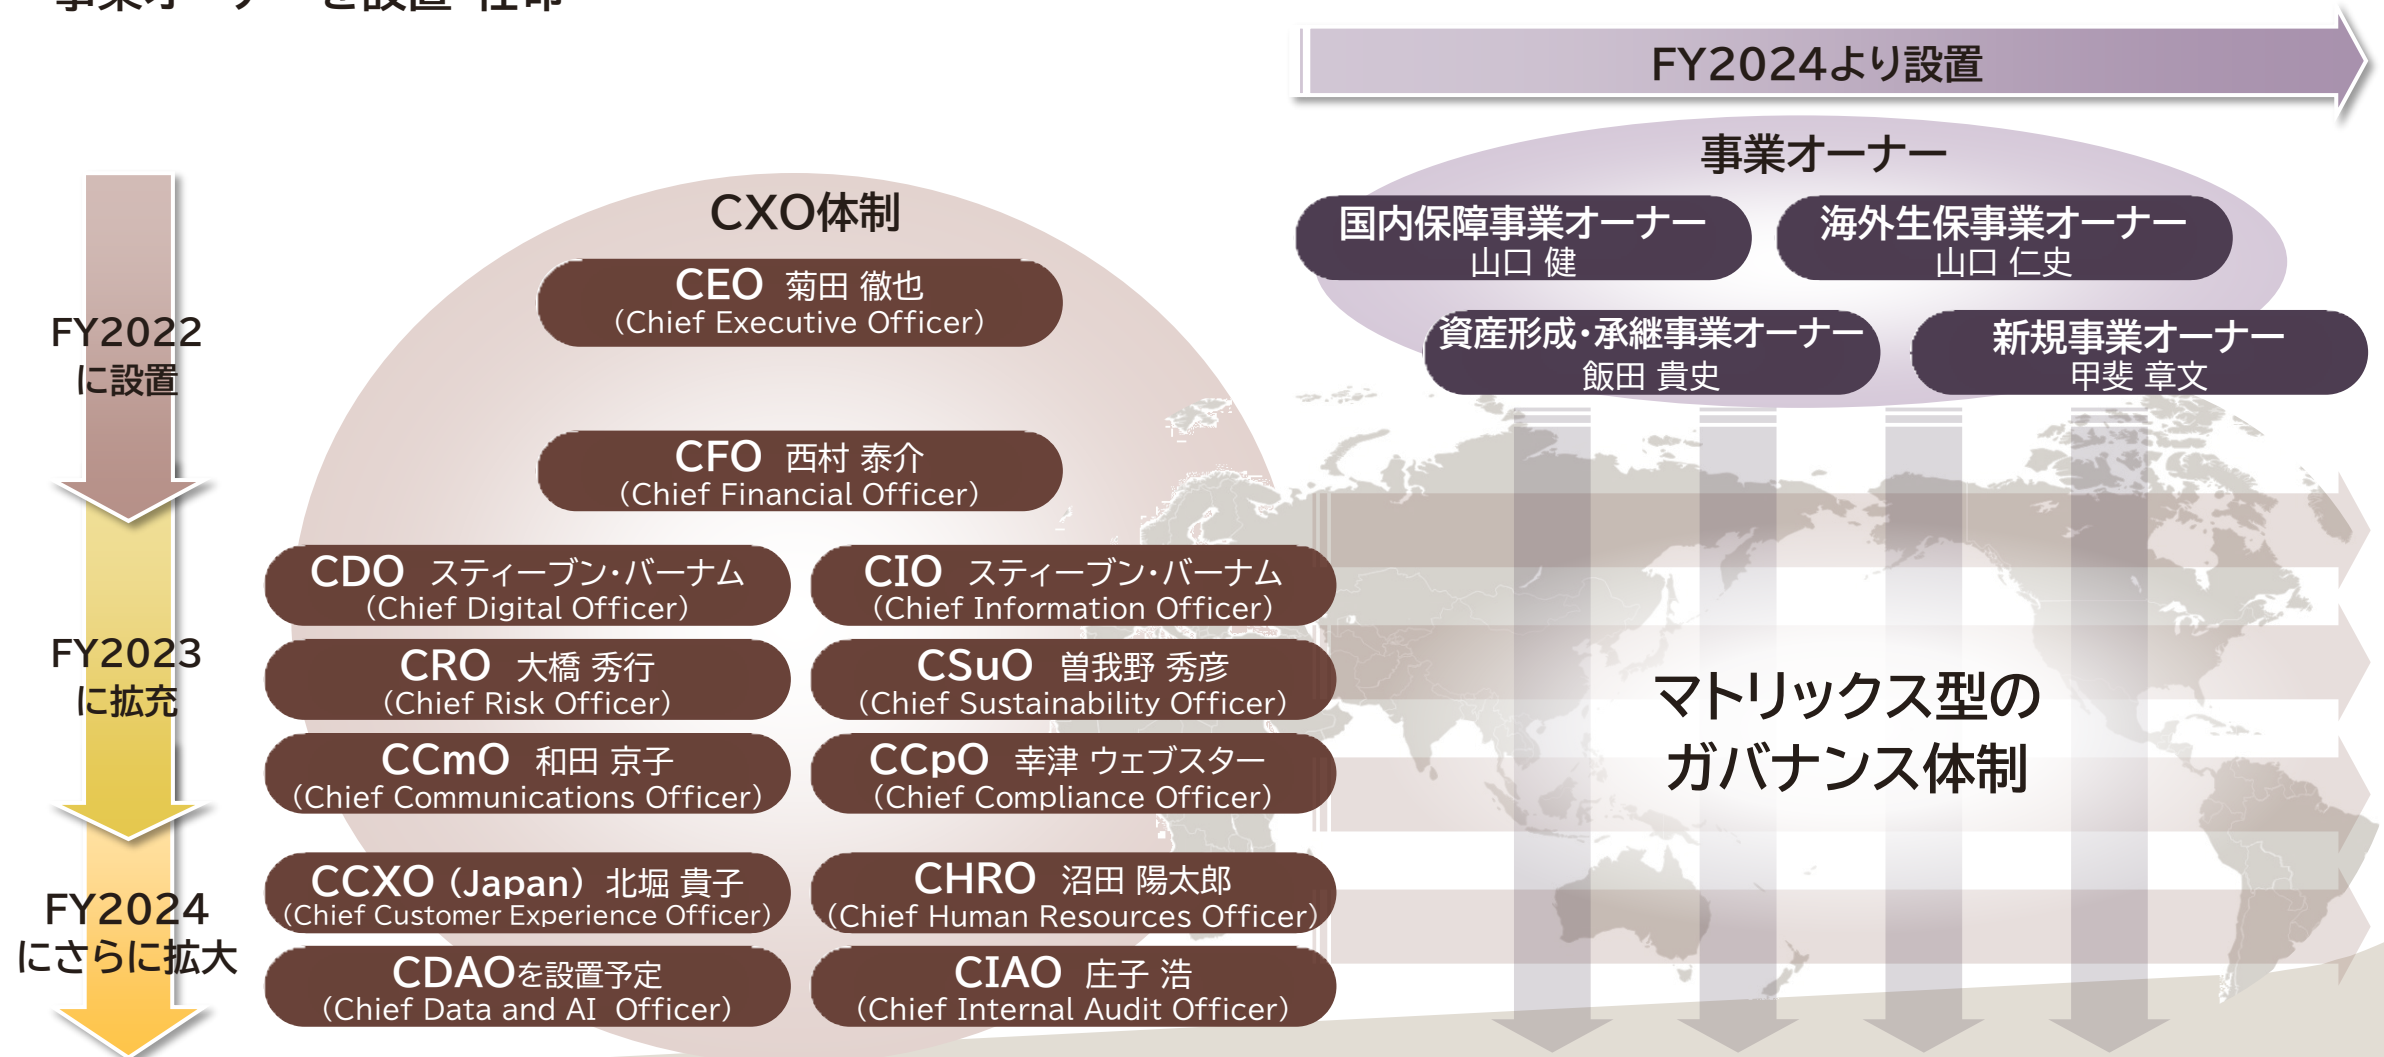 事業オーナーを設置・任命
FY2024より設置
事業オーナー
国内保障事業オーナー
山口 健
海外生保事業オーナー
山口 仁史
資産形成・承継事業オーナー
飯田 貴史
新規事業オーナー
甲斐 章文
CXO体制
FY2022
に設置
CEO 菊田 徹也
(Chief Executive Officer)
CFO 西村 泰介
(Chief Financial Officer)
FY2023
に拡充
CDO スティーブン・バーナム
(Chief Digital Officer)
CIO スティーブン・バーナム
(Chief Information Officer)
CRO 大橋 秀行
(Chief Risk Officer)
CSuO 曽我野 秀彦
(Chief Sustainability Officer)
CCmO 和田 京子
(Chief Communications Officer)
CCpO 幸津 ウェブスター
(Chief Compliance Officer)
FY2024
にさらに拡大
CCXO (Japan) 北堀 貴子
(Chief Customer Experience Officer)
CHRO 沼田 陽太郎
(Chief Human Resources Officer)
CDAOを設置予定
(Chief Data and AI Officer)
CIAO 庄子 浩
(Chief Internal Audit Officer)
マトリックス型の
ガバナンス体制